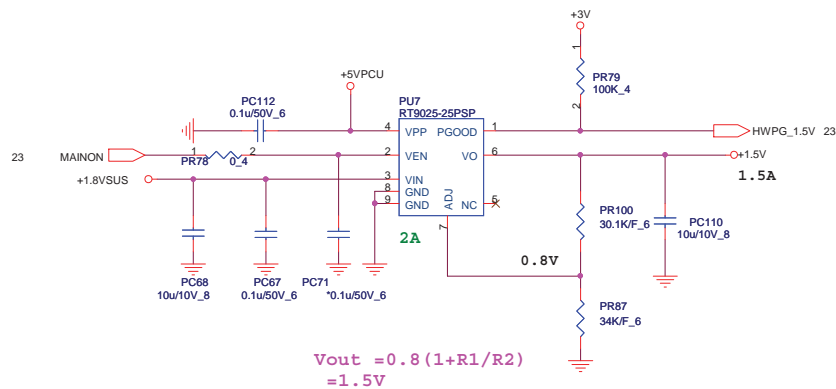 +3V
1
PR79
100K_4
2
+5VPCU
PC112
0.1u/50V_6
PU7
RT9025-25PSP
4 VPP PGOOD 1
HWPG_1.5V 23
23 MAINON
1 PR78 2
0_4
2 VEN VO 6
+1.5V
1.5A
+1.8VSUS
3 VIN
8 GND
9 GND
ADJ
NC 5
7
2A
PR100
30.1K/F_6
PC110
10u/10V_8
0.8V
PC68
10u/10V_8
PC67
0.1u/50V_6
PC71
*0.1u/50V_6
PR87
34K/F_6
Vout =0.8(1+R1/R2)
=1.5V